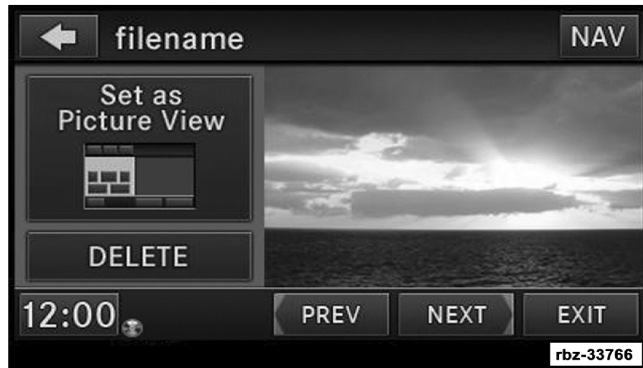 filename
NAV
Set as
Picture View
DELETE
12:00
PREV
NEXT
EXIT
rbz-33766